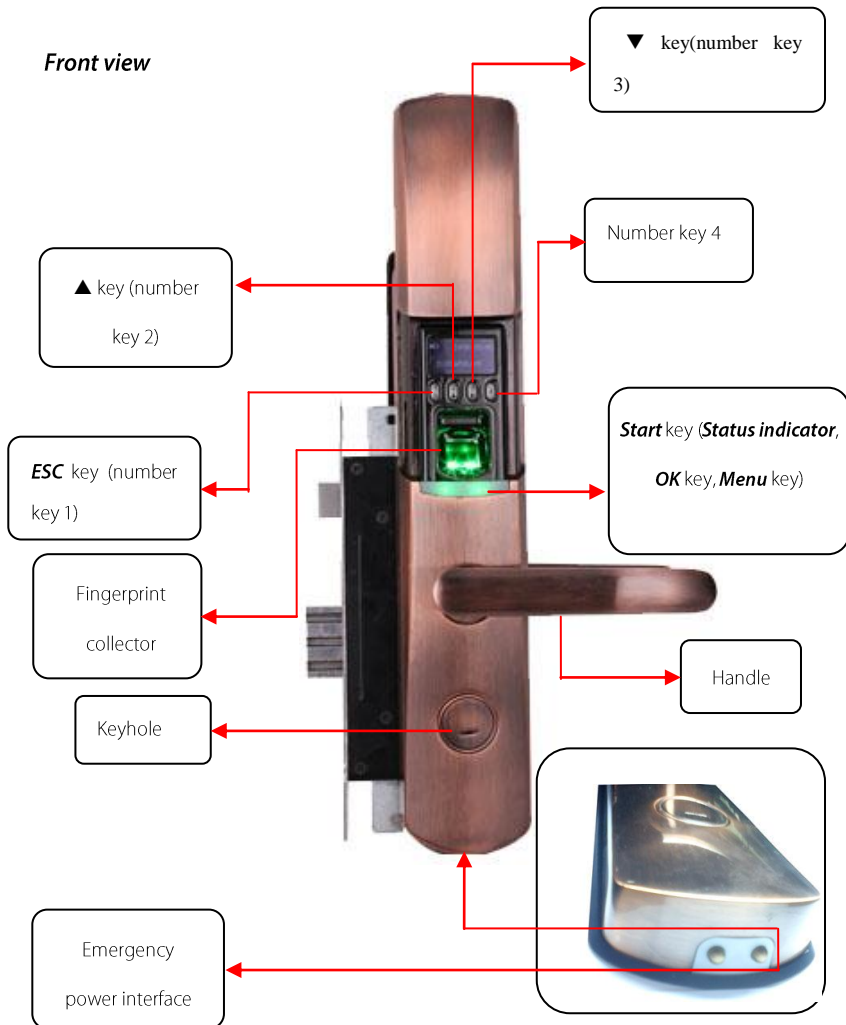 Front view
▼ key(number key
3)
Number key 4
▲ key (number
key 2)
Start key (Status indicator,
OK key, Menu key)
ESC key (number
key 1)
Fingerprint
collector
Handle
Keyhole
Emergency
power interface